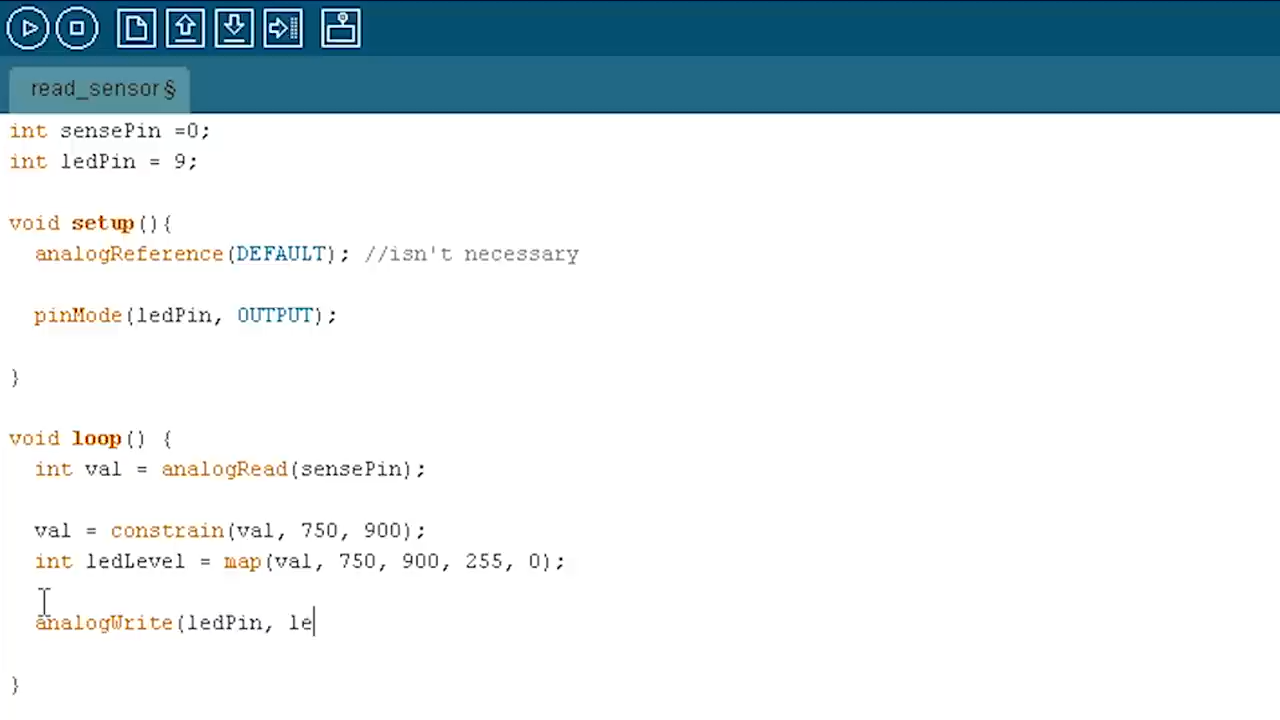 read_sensor§
int sensePin =0;
int ledPin = 9;
void setup(){
analogReference(DEFAULT); //isn't necessary
pinMode(ledPin, OUTPUT);
}
void loop() {
int val = analogRead(sensePin);
val = constrain(val, 750, 900);
int ledLevel = map(val, 750, 900, 255, 0);
analogWrite(ledPin, le
}